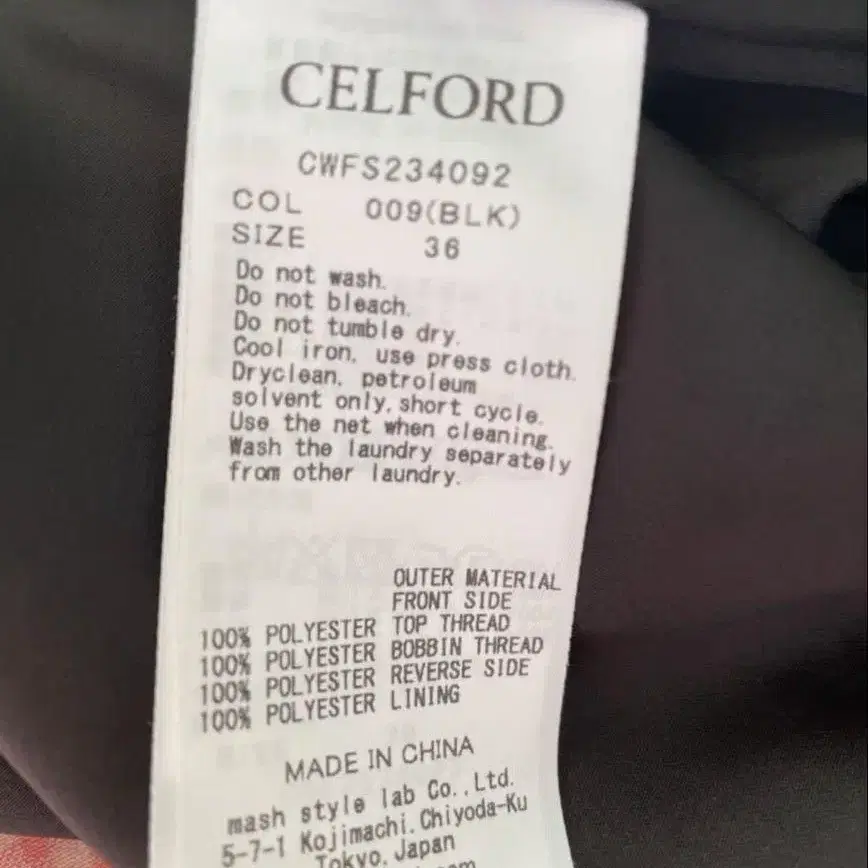 CELFORD
CWFS234092
COL 009(BLK)
SIZE 36
Do not wash.
Do not bleach.
Do not tumble dry.
Cool iron, use press cloth.
Dryclean, petroleum
solvent only, short cycle.
Use the net when cleaning.
Wash the laundry separately
from other laundry.
OUTER MATERIAL
FRONT SIDE
100% POLYESTER TOP THREAD
100% POLYESTER BOBBIN THREAD
100% POLYESTER REVERSE SIDE
100% POLYESTER LINING
MADE IN CHINA
mash style lab Co.,Ltd.
5-7-1 Kojimachi, Chiyoda-Ku
Tokyo, Japan